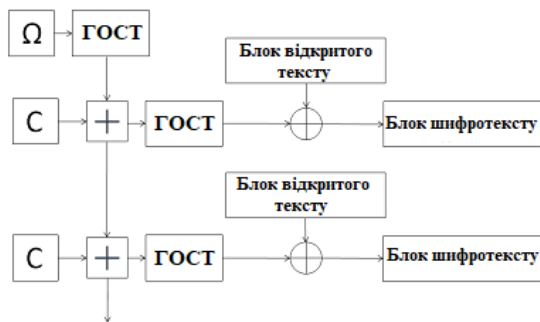 Ω
ГОСТ
Блок відкритого
тексту
C
+
ГОСТ
Блок шифротексту
Блок відкритого
тексту
C
+
ГОСТ
Блок шифротексту